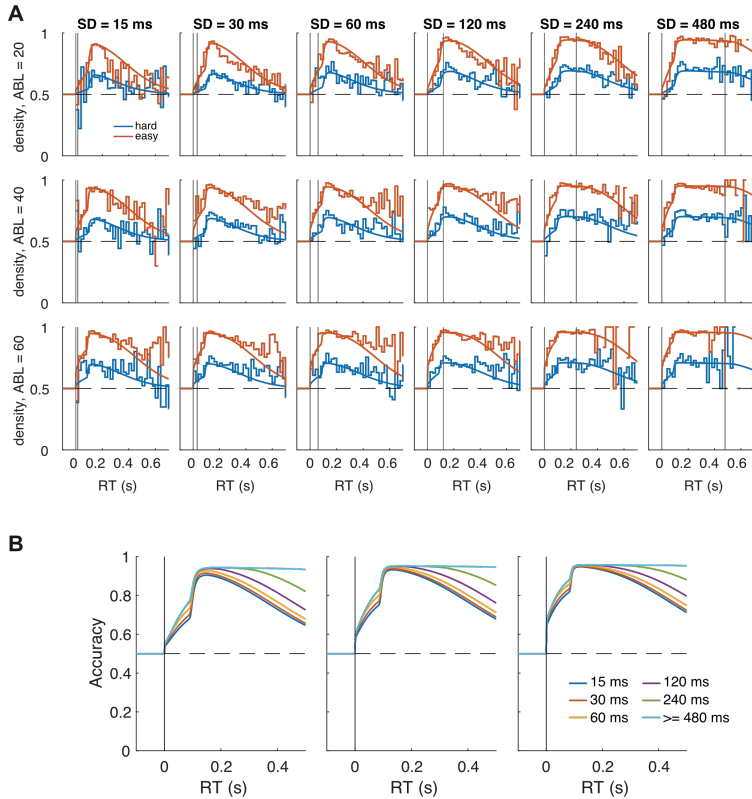 A
SD = 15 ms SD = 30 ms SD = 60 ms SD = 120 ms SD = 240 ms SD = 480 ms
density, ABL = 20
1
0.5
0
hard
easy
density, ABL = 40
1
0.5
0
density, ABL = 60
1
0.5
0
0 0.2 0.4 0.6 0 0.2 0.4 0.6 0 0.2 0.4 0.6 0 0.2 0.4 0.6 0 0.2 0.4 0.6 0 0.2 0.4 0.6
RT (s) RT (s) RT (s) RT (s) RT (s) RT (s)
B
Accuracy
1
0.8
0.6
0.4
0.2
0
15 ms 120 ms
30 ms 240 ms
60 ms >= 480 ms
0 0.2 0.4 0 0.2 0.4 0 0.2 0.4
RT (s) RT (s) RT (s)